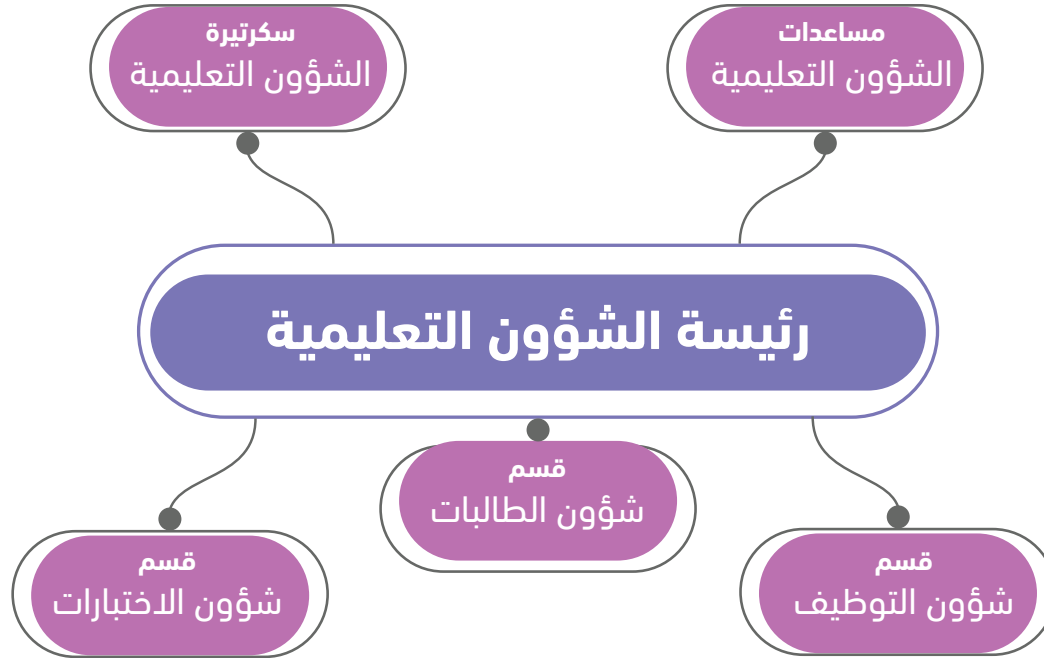 مساعدات
الشؤون التعليمية
سكرتيرة
الشؤون التعليمية
رئيسة الشؤون التعليمية
قسم
شؤون الطالبات
قسم
شؤون التوظيف
قسم
شؤون الاختبارات